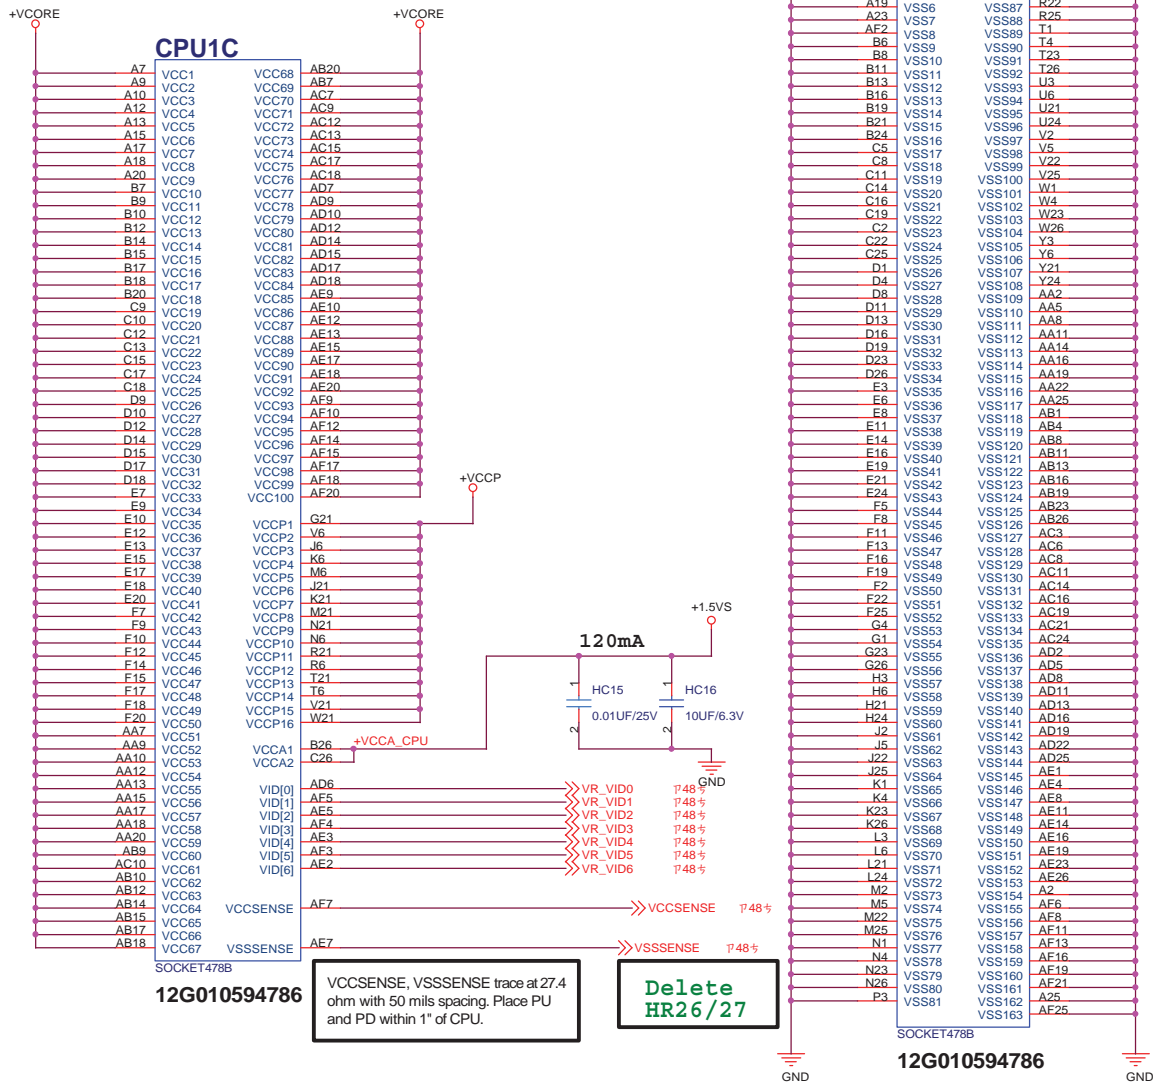 +VCORE
+VCORE
CPU1C
A7 VCC1 VCC68 AB20
A9 VCC2 VCC69 AB7
A10 VCC3 VCC70 AC7
A12 VCC4 VCC71 AC9
A13 VCC5 VCC72 AC12
A15 VCC6 VCC73 AC13
A17 VCC7 VCC74 AC15
A18 VCC8 VCC75 AC17
A20 VCC9 VCC76 AC18
B7 VCC10 VCC77 AD7
B9 VCC11 VCC78 AD9
B10 VCC12 VCC79 AD10
B12 VCC13 VCC80 AD12
B14 VCC14 VCC81 AD14
B15 VCC15 VCC82 AD15
B17 VCC16 VCC83 AD17
B18 VCC17 VCC84 AD18
B20 VCC18 VCC85 AE9
C9 VCC19 VCC86 AE10
C10 VCC20 VCC87 AE12
C12 VCC21 VCC88 AE13
C13 VCC22 VCC89 AE15
C15 VCC23 VCC90 AE17
C17 VCC24 VCC91 AE18
C18 VCC25 VCC92 AE20
D9 VCC26 VCC93 AF9
D10 VCC27 VCC94 AF10
D12 VCC28 VCC95 AF12
D14 VCC29 VCC96 AF14
D15 VCC30 VCC97 AF15
D17 VCC31 VCC98 AF17
D18 VCC32 VCC99 AF18
E7 VCC33 VCC100 AF20
E9 VCC34
+VCCP
E10 VCC35 VCCP1 G21
E12 VCC36 VCCP2 V6
E13 VCC37 VCCP3 J6
E15 VCC38 VCCP4 K6
E17 VCC39 VCCP5 M6
E18 VCC40 VCCP6 J21
E20 VCC41 VCCP7 K21
F7 VCC42 VCCP8 M21
F9 VCC43 VCCP9 N21
F10 VCC44 VCCP10 N6
F12 VCC45 VCCP11 R21
F14 VCC46 VCCP12 R6
F15 VCC47 VCCP13 T21
F17 VCC48 VCCP14 T6
F18 VCC49 VCCP15 V21
F20 VCC50 VCCP16 W21
AA7 VCC51
AA9 VCC52 VCCA1 B26 +VCCA_CPU
AA10 VCC53 VCCA2 C26
AA12 VCC54
AA13 VCC55 VID[0] AD6 VR_VID0 48
AA15 VCC56 VID[1] AF5 VR_VID1 48
AA17 VCC57 VID[2] AE5 VR_VID2 48
AA18 VCC58 VID[3] AF4 VR_VID3 48
AA20 VCC59 VID[4] AE3 VR_VID4 48
AB9 VCC60 VID[5] AF3 VR_VID5 48
AC10 VCC61 VID[6] AE2 VR_VID6 48
AB10 VCC62
AB12 VCC63
AB14 VCC64 VCCSENSE AF7 VCCSENSE 48
AB15 VCC65
AB17 VCC66
AB18 VCC67 VSSSENSE AE7 VSSSENSE 48
SOCKET478B
12G010594786
+1.5VS
120mA
1 1
HC15 HC16
0.01UF/25V 10UF/6.3V
2 2
GND
VCCSENSE, VSSSENSE trace at 27.4
ohm with 50 mils spacing. Place PU
and PD within 1" of CPU.
Delete
HR26/27
A19 VSS6 VSS87 R22
A23 VSS7 VSS88 R25
AF2 VSS8 VSS89 T1
B6 VSS9 VSS90 T4
B8 VSS10 VSS91 T23
B11 VSS11 VSS92 T26
B13 VSS12 VSS93 U3
B16 VSS13 VSS94 U6
B19 VSS14 VSS95 U21
B21 VSS15 VSS96 U24
B24 VSS16 VSS97 V2
C5 VSS17 VSS98 V5
C8 VSS18 VSS99 V22
C11 VSS19 VSS100 V25
C14 VSS20 VSS101 W1
C16 VSS21 VSS102 W4
C19 VSS22 VSS103 W23
C2 VSS23 VSS104 W26
C22 VSS24 VSS105 Y3
C25 VSS25 VSS106 Y6
D1 VSS26 VSS107 Y21
D4 VSS27 VSS108 Y24
D8 VSS28 VSS109 AA2
D11 VSS29 VSS110 AA5
D13 VSS30 VSS111 AA8
D16 VSS31 VSS112 AA11
D19 VSS32 VSS113 AA14
D23 VSS33 VSS114 AA16
D26 VSS34 VSS115 AA19
E3 VSS35 VSS116 AA22
E6 VSS36 VSS117 AA25
E8 VSS37 VSS118 AB1
E11 VSS38 VSS119 AB4
E14 VSS39 VSS120 AB8
E16 VSS40 VSS121 AB11
E19 VSS41 VSS122 AB13
E21 VSS42 VSS123 AB16
E24 VSS43 VSS124 AB19
F5 VSS44 VSS125 AB23
F8 VSS45 VSS126 AB26
F11 VSS46 VSS127 AC3
F13 VSS47 VSS128 AC6
F16 VSS48 VSS129 AC8
F19 VSS49 VSS130 AC11
F2 VSS50 VSS131 AC14
F22 VSS51 VSS132 AC16
F25 VSS52 VSS133 AC19
G4 VSS53 VSS134 AC21
G1 VSS54 VSS135 AC24
G23 VSS55 VSS136 AD2
G26 VSS56 VSS137 AD5
H3 VSS57 VSS138 AD8
H6 VSS58 VSS139 AD11
H21 VSS59 VSS140 AD13
H24 VSS60 VSS141 AD16
J2 VSS61 VSS142 AD19
J5 VSS62 VSS143 AD22
J22 VSS63 VSS144 AD25
J25 VSS64 VSS145 AE1
K1 VSS65 VSS146 AE4
K4 VSS66 VSS147 AE8
K23 VSS67 VSS148 AE11
K26 VSS68 VSS149 AE14
L3 VSS69 VSS150 AE16
L6 VSS70 VSS151 AE19
L21 VSS71 VSS152 AE23
L24 VSS72 VSS153 AE26
M2 VSS73 VSS154 A2
M5 VSS74 VSS155 AF6
M22 VSS75 VSS156 AF8
M25 VSS76 VSS157 AF11
N1 VSS77 VSS158 AF13
N4 VSS78 VSS159 AF16
N23 VSS79 VSS160 AF19
N26 VSS80 VSS161 AF21
P3 VSS81 VSS162 A25
VSS163 AF25
SOCKET478B
12G010594786
GND
GND